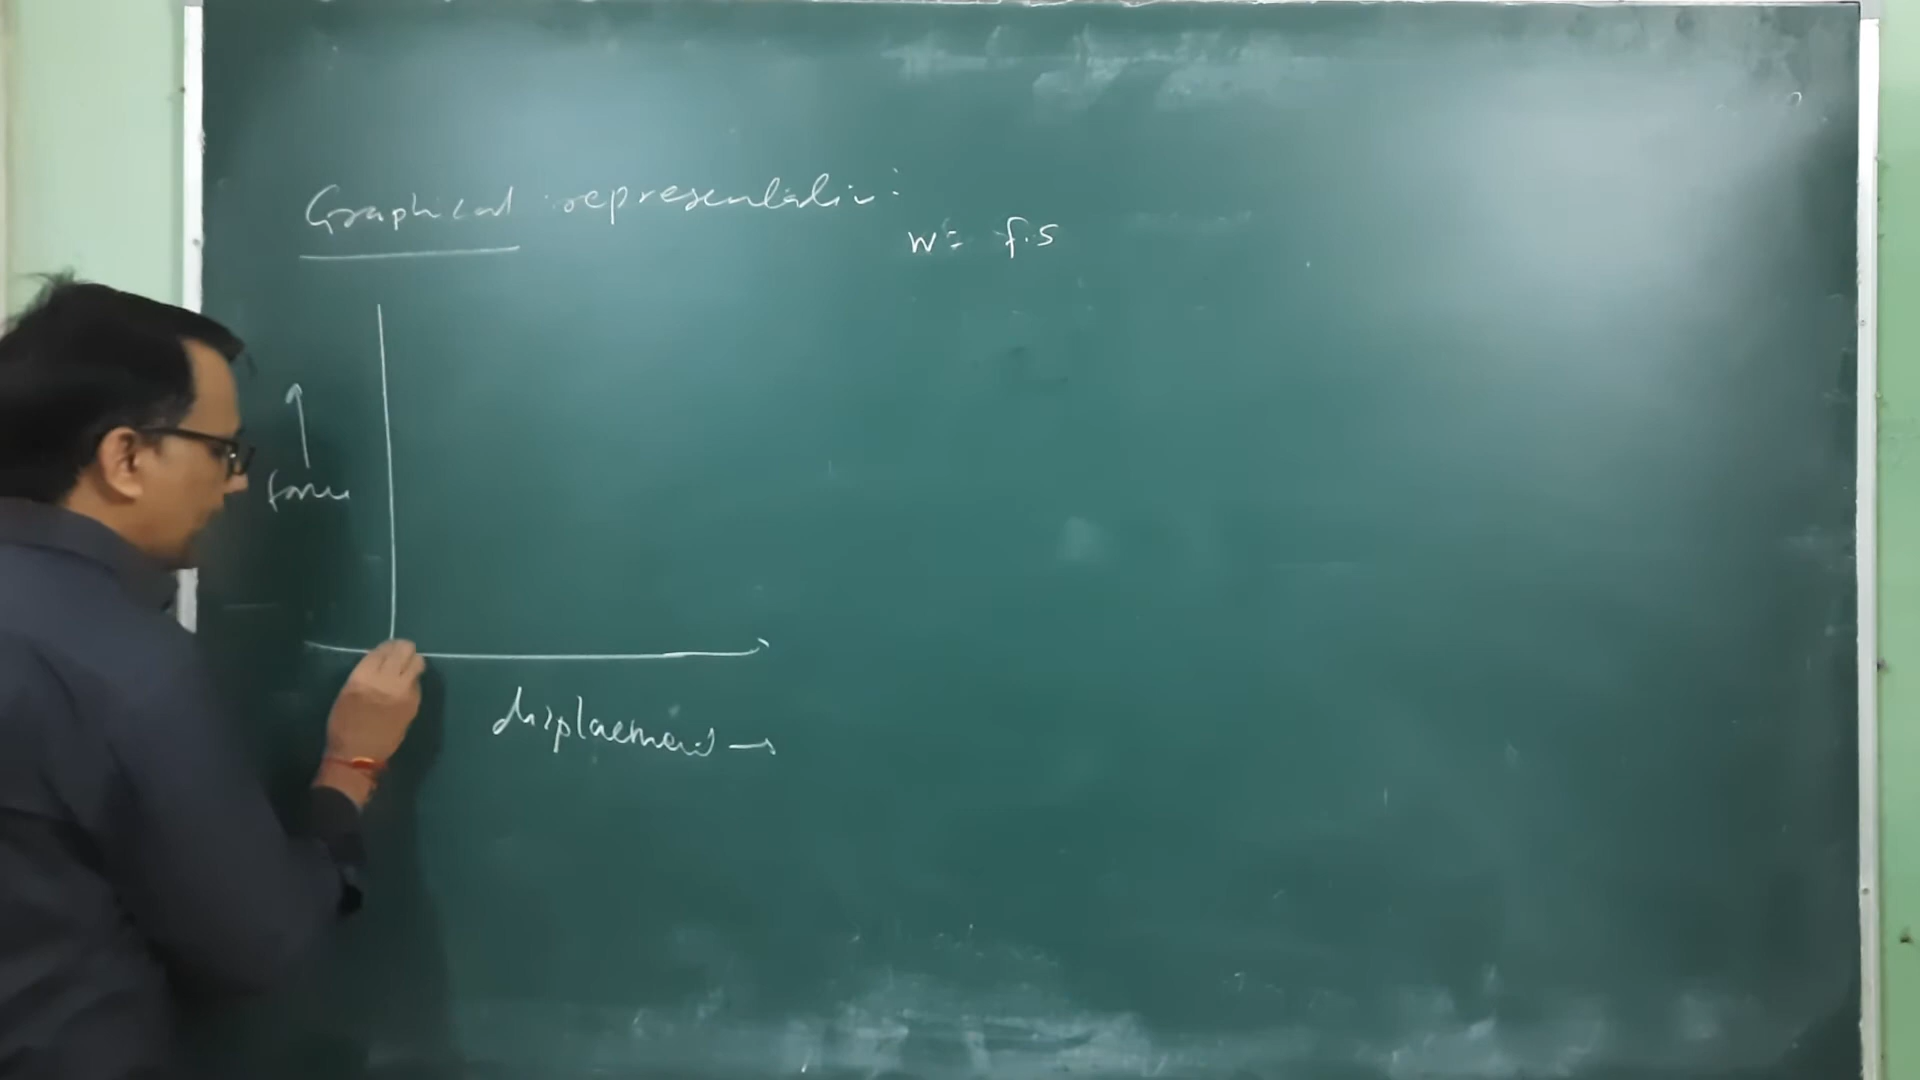 Graphical representation:
W = f.s
force
displacement →